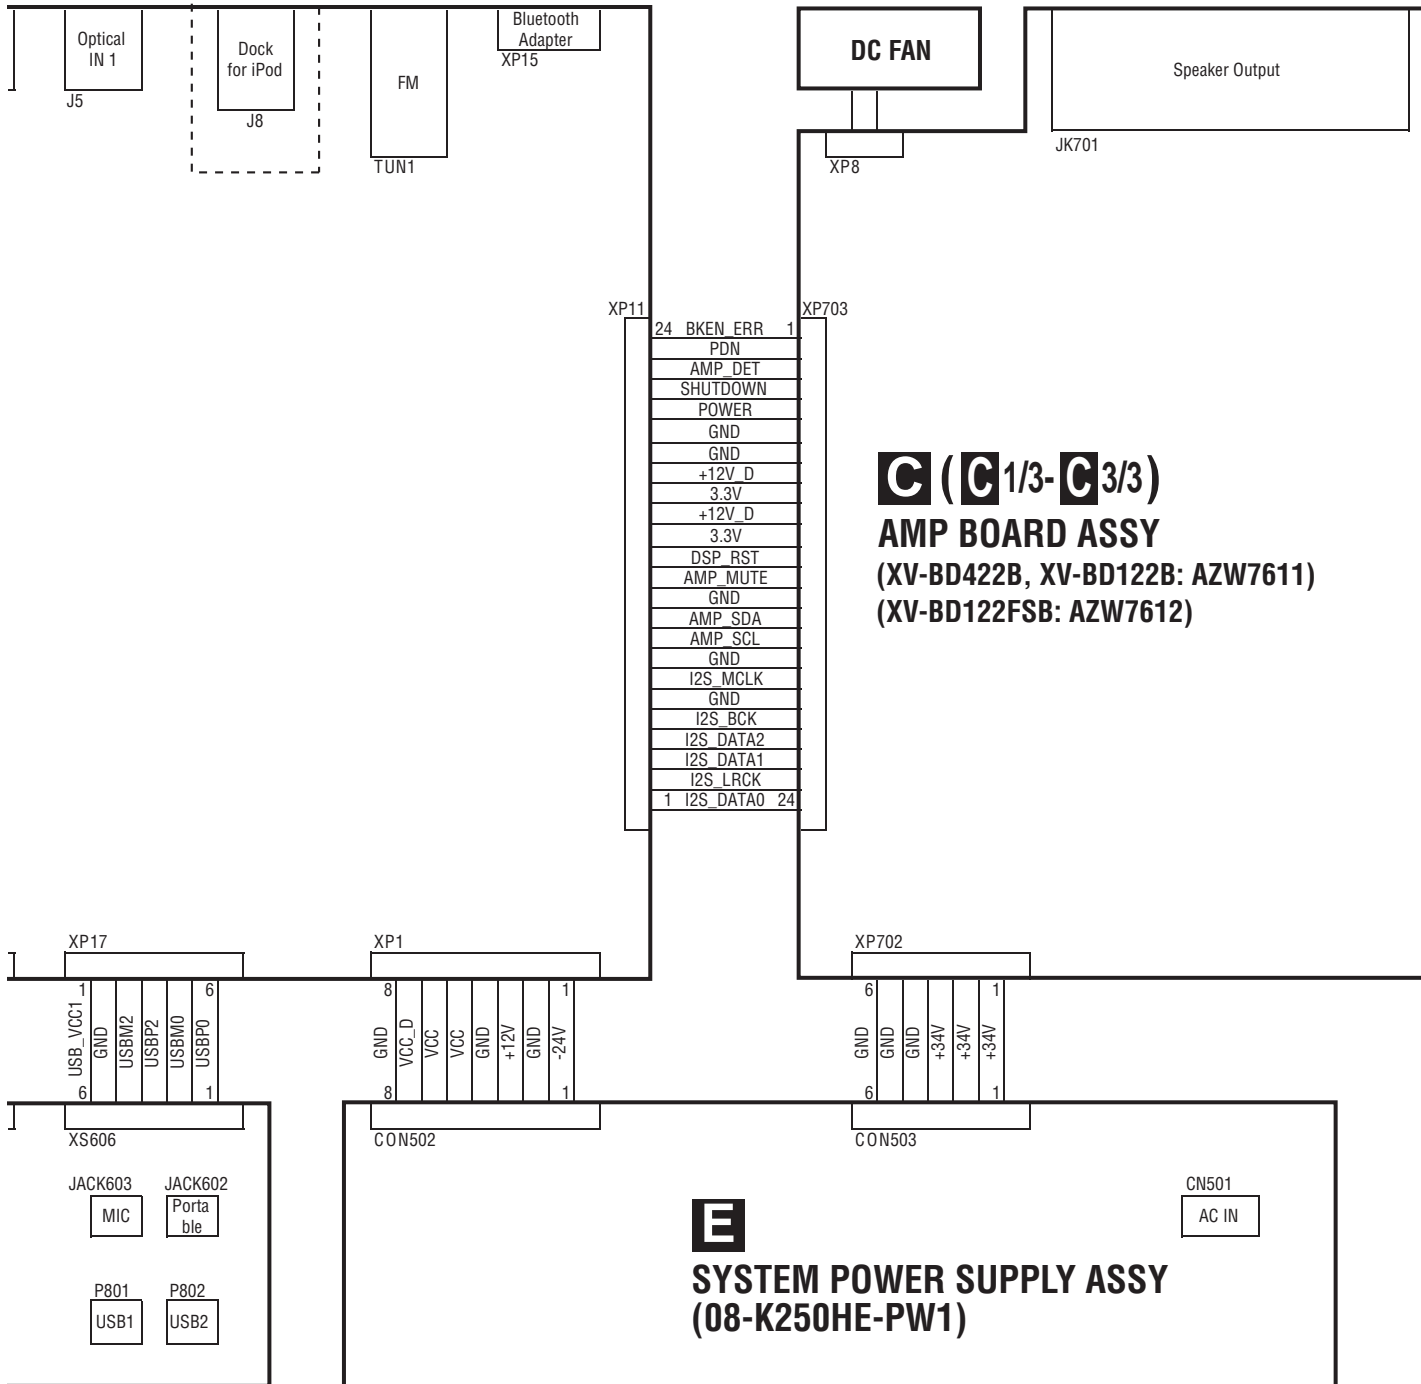 Optical
IN 1
J5
Dock
for iPod
J8
FM
TUN1
Bluetooth
Adapter
XP15
DC FAN
XP8
Speaker Output
JK701
XP11
XP703
24 BKEN_ERR 1
PDN
AMP_DET
SHUTDOWN
POWER
GND
GND
+12V_D
3.3V
+12V_D
3.3V
DSP_RST
AMP_MUTE
GND
AMP_SDA
AMP_SCL
GND
I2S_MCLK
GND
I2S_BCK
I2S_DATA2
I2S_DATA1
I2S_LRCK
1 I2S_DATA0 24
C (C 1/3- C 3/3)
AMP BOARD ASSY
(XV-BD422B, XV-BD122B: AZW7611)
(XV-BD122FSB: AZW7612)
XP17
1 6
USB_VCC1
GND
USBM2
USBP2
USBM0
USBP0
6 1
XS606
XP1
8 1
GND
VCC_D
VCC
VCC
GND
+12V
GND
-24V
8 1
CON502
XP702
6 1
GND
GND
GND
+34V
+34V
+34V
6 1
CON503
JACK603
MIC
JACK602
Porta
ble
P801
USB1
P802
USB2
CN501
AC IN
E
SYSTEM POWER SUPPLY ASSY
(08-K250HE-PW1)